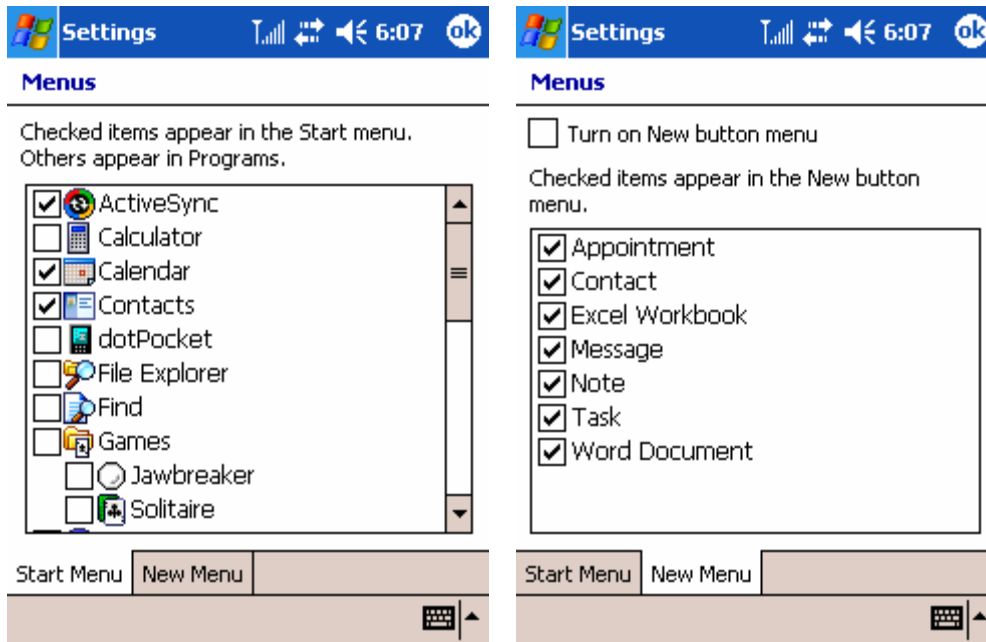 Settings 6:07 ok
Menus
Checked items appear in the Start menu.
Others appear in Programs.
ActiveSync
Calculator
Calendar
Contacts
dotPocket
File Explorer
Find
Games
Jawbreaker
Solitaire
Start Menu New Menu
Settings 6:07 ok
Menus
Turn on New button menu
Checked items appear in the New button
menu.
Appointment
Contact
Excel Workbook
Message
Note
Task
Word Document
Start Menu New Menu